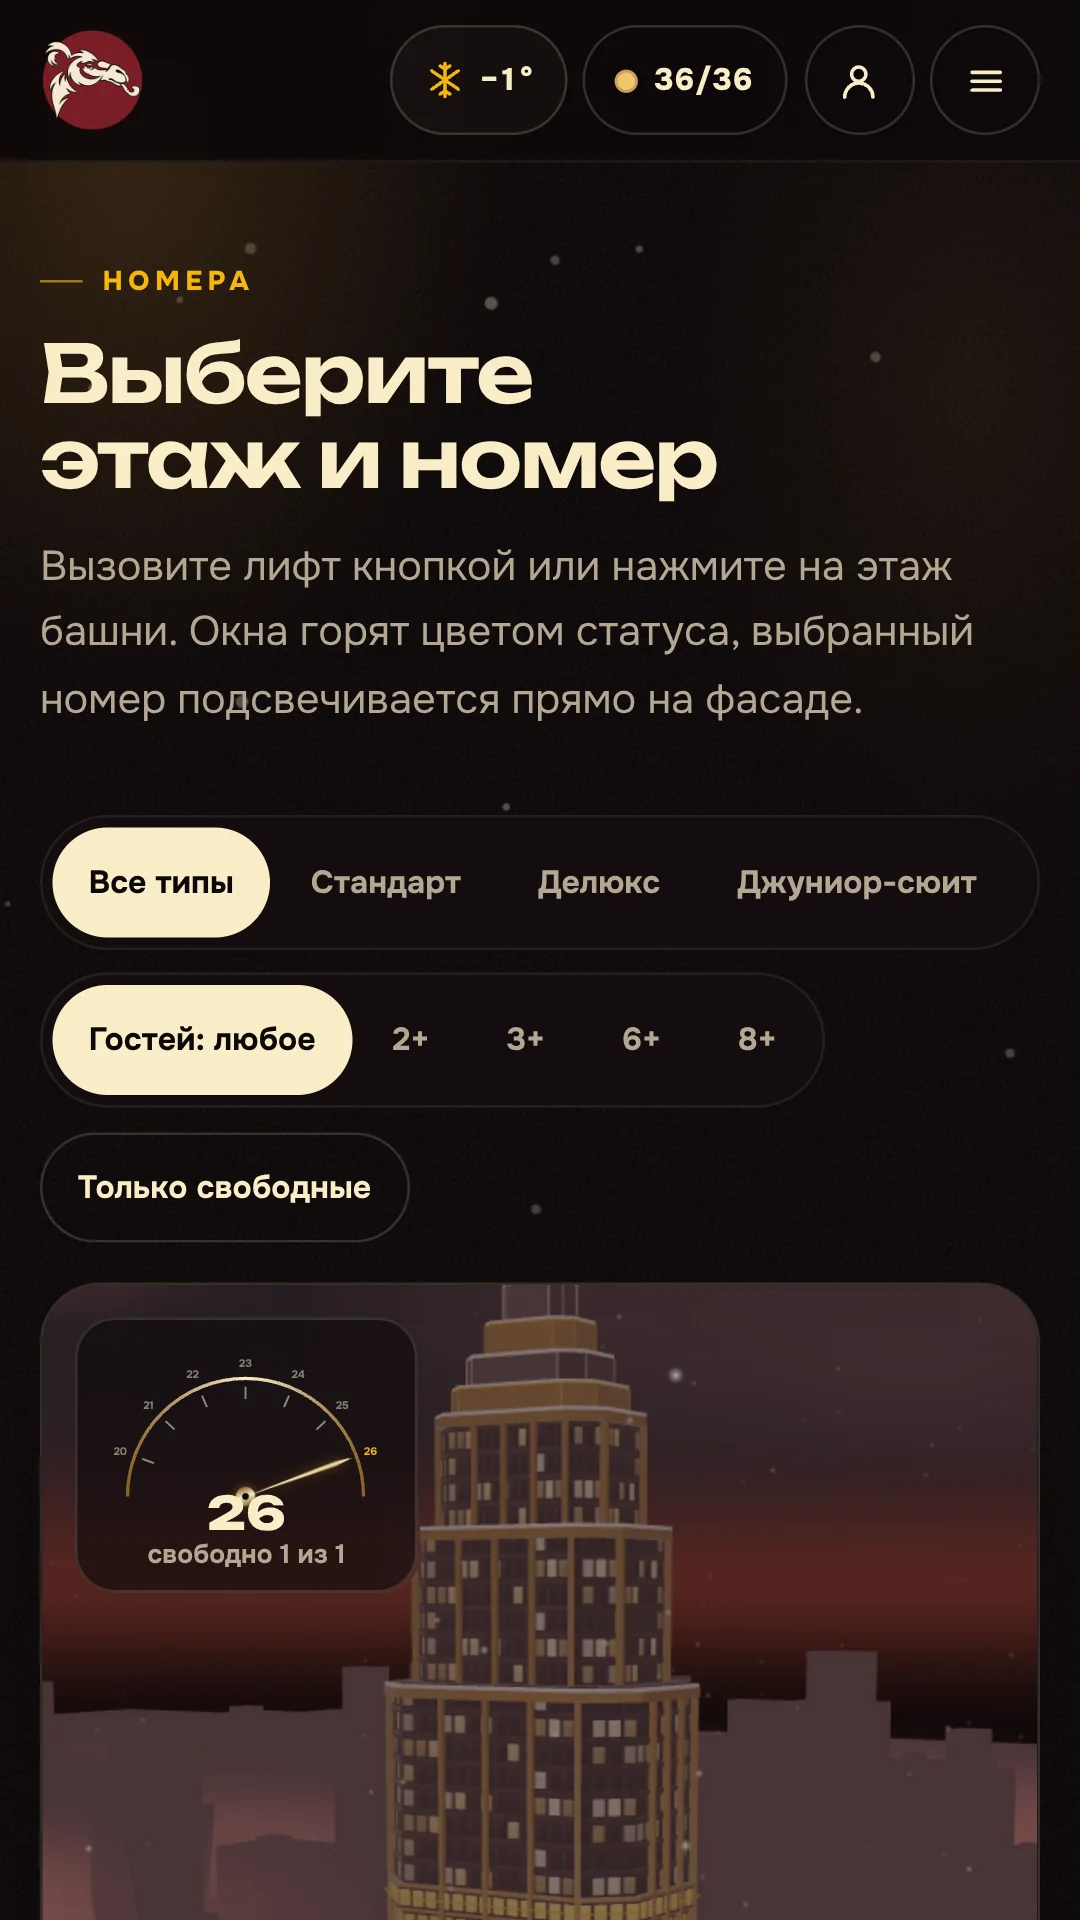 -1°
36/36
НОМЕРА
Выберите
этаж и номер
Вызовите лифт кнопкой или нажмите на этаж
башни. Окна горят цветом статуса, выбранный
номер подсвечивается прямо на фасаде.
Все типы Стандарт Делюкс Джуниор-сюит
Гостей: любое 2+ 3+ 6+ 8+
Только свободные
20 21 22 23 24 25 26
26
свободно 1 из 1